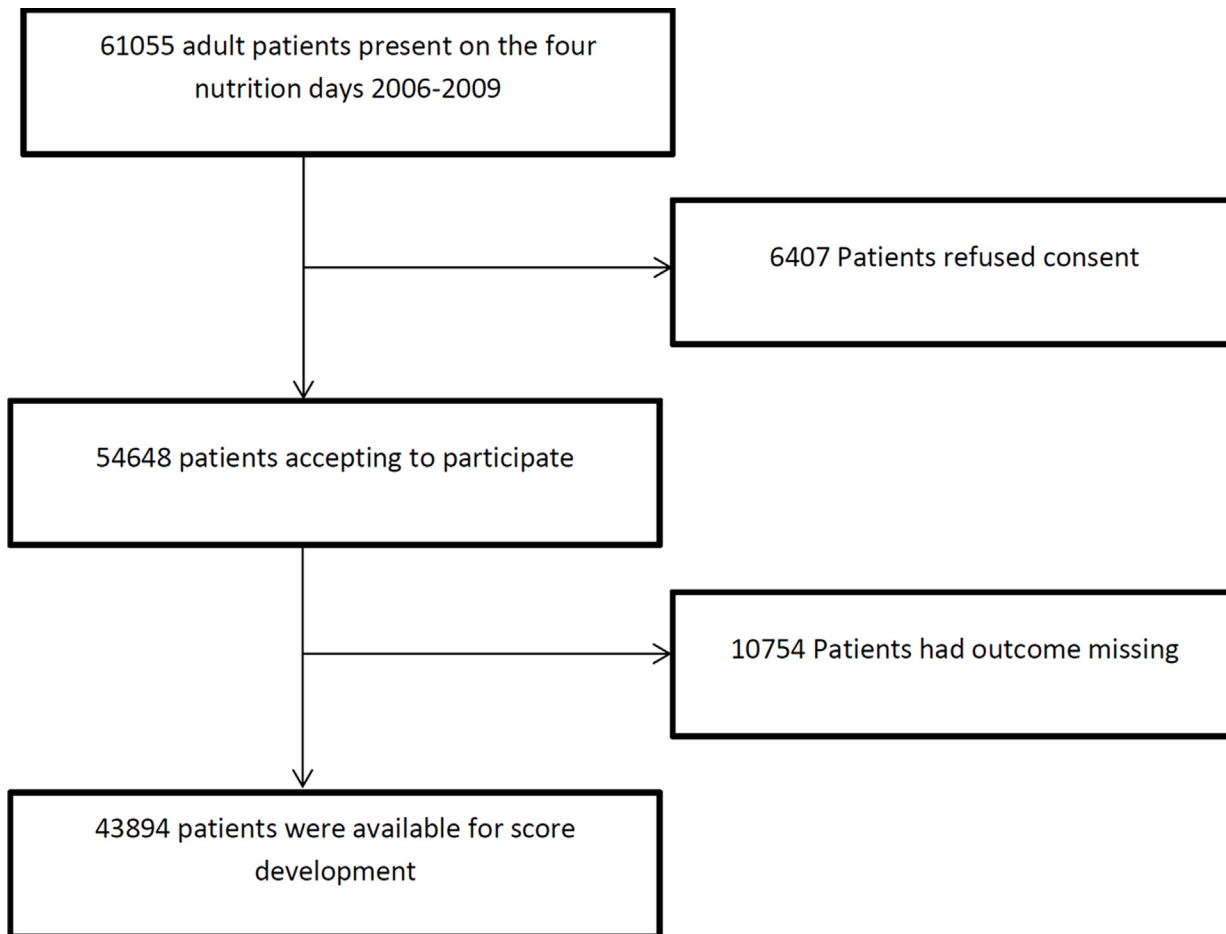 61055 adult patients present on the four
nutrition days 2006-2009
6407 Patients refused consent
54648 patients accepting to participate
10754 Patients had outcome missing
43894 patients were available for score
development